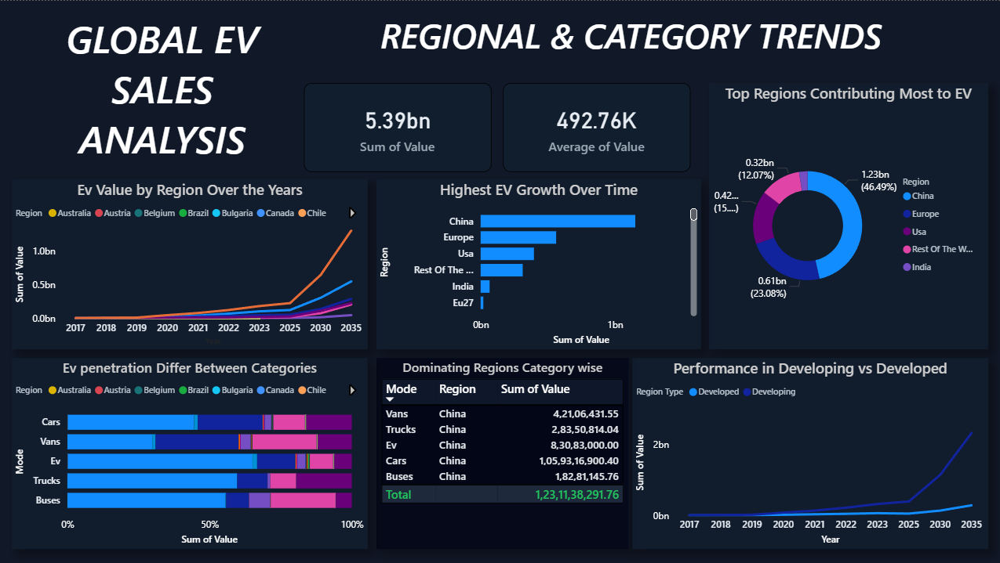 GLOBAL EV
SALES
ANALYSIS
REGIONAL & CATEGORY TRENDS
5.39bn
Sum of Value
492.76K
Average of Value
Top Regions Contributing Most to EV
0.32bn
(12.07%)
0.42...
(15....)
1.23bn
(46.49%)
0.61bn
(23.08%)
Region
China
Europe
Usa
Rest Of The W...
India
Ev Value by Region Over the Years
Region Australia Austria Belgium Brazil Bulgaria Canada Chile
Sum of Value
1.0bn
0.5bn
0.0bn
2017 2018 2019 2020 2021 2022 2023 2025 2030 2035
Year
Highest EV Growth Over Time
Region
China
Europe
Usa
Rest Of The ...
India
Eu27
0bn 1bn
Sum of Value
Ev penetration Differ Between Categories
Region Australia Austria Belgium Brazil Bulgaria Canada Chile
Mode
Cars
Vans
Ev
Trucks
Buses
0% 50% 100%
Sum of Value
Dominating Regions Category wise
Mode Region Sum of Value
Vans China 4,21,06,431.55
Trucks China 2,83,50,814.04
Ev China 8,30,83,000.00
Cars China 1,05,93,16,900.40
Buses China 1,82,81,145.76
Total 1,23,11,38,291.76
Performance in Developing vs Developed
Region Type Developed Developing
Sum of Value
2bn
0bn
2017 2018 2019 2020 2021 2022 2023 2025 2030 2035
Year